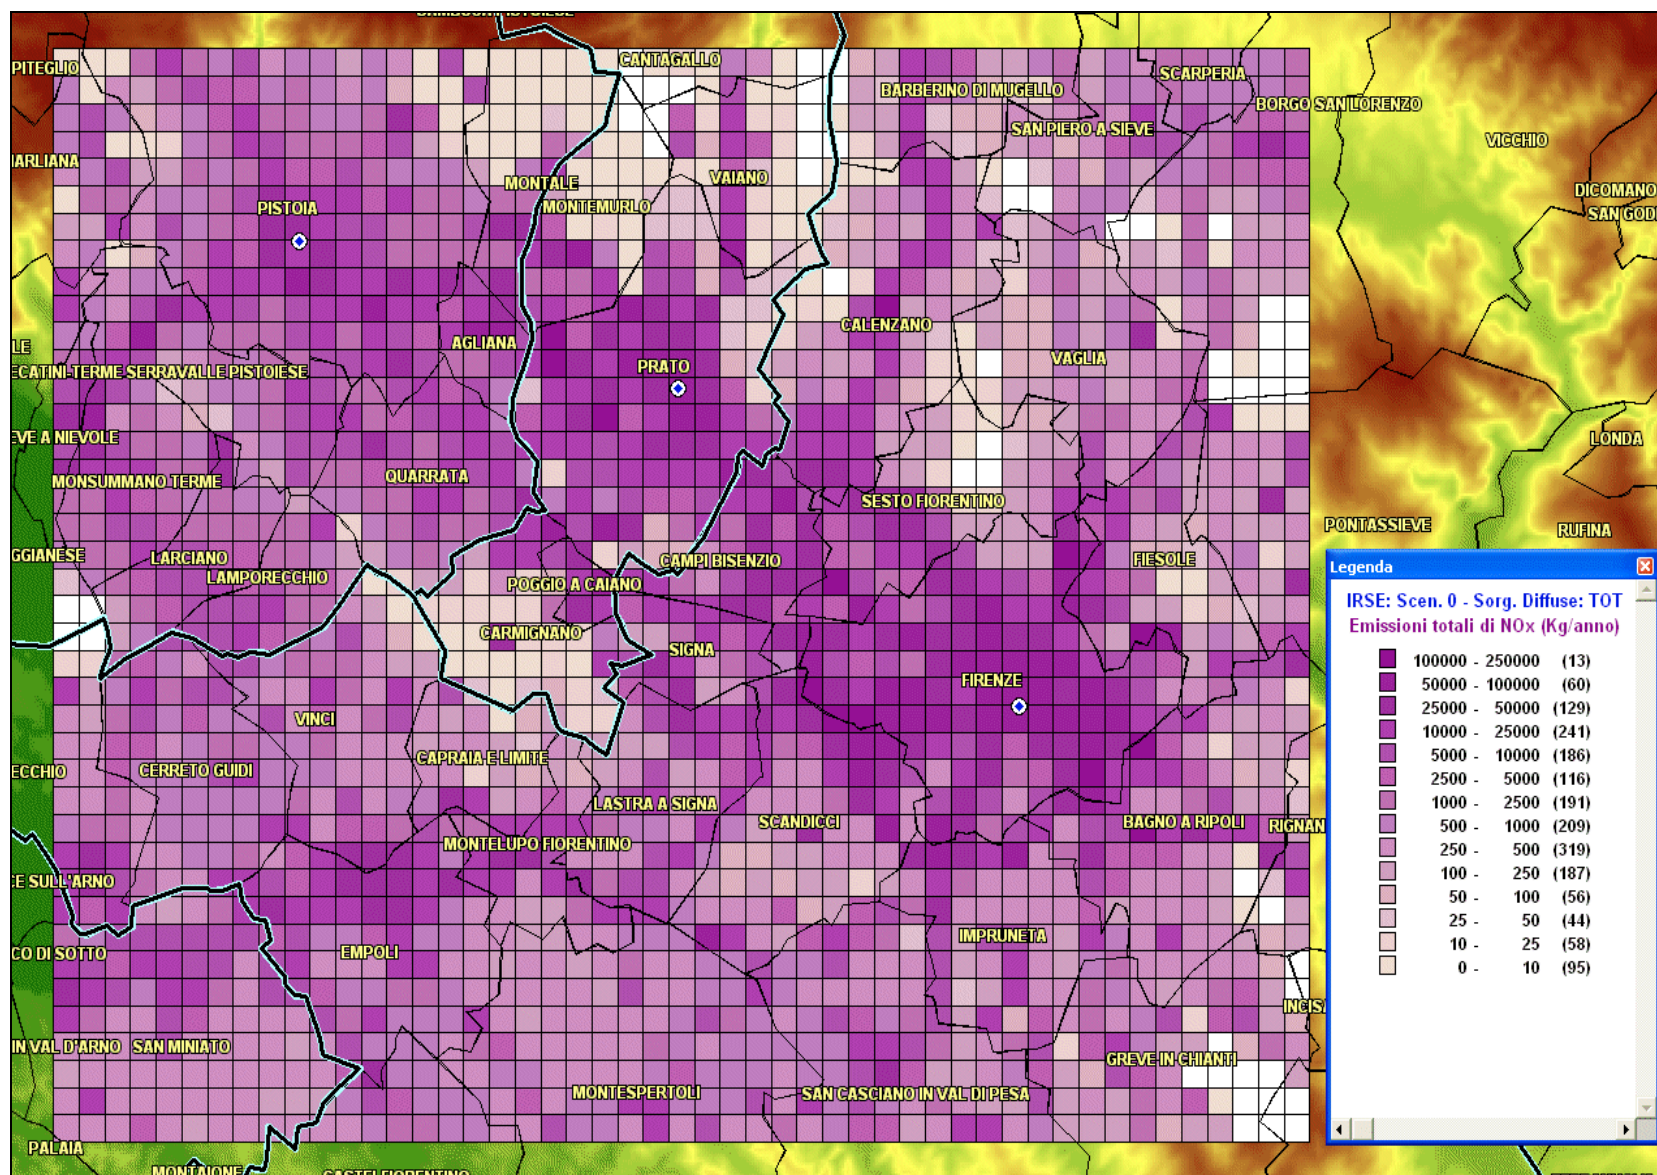 CANTAGALLO
PITEGLIO
SCARPERIA
BARBERINO DI MUGELLO
BORGO SAN LORENZO
SAN PIERO A SIEVE
VICCHIO
MONTALE
VAIANO
DICOMANO
PISTOIA
MONTEMURLO
SAN GODE
CALENZANO
AGLIANA
VAGLIA
PRATO
ECATINI-TERME SERRAVALLE PISTOIESE
EVE A NIEVOLE
LONDA
MONSUMMANO TERME
QUARRATA
SESTO FIORENTINO
PONTASSIEVE
RUFINA
GGIANESE
LARCIANO
CAMPI BISENZIO
FIESOLE
LAMPORECCHIO
POGGIO A CAIANO
CARMIGNANO
SIGNA
FIRENZE
VINCI
CAPRAIA E LIMITE
ECCHIO
CERRETO GUIDI
LASTRA A SIGNA
SCANDICCI
BAGNO A RIPOLI
RIGNAN
MONTELUPO FIORENTINO
CE SULL'ARNO
IMPRUNETA
CO DI SOTTO
EMPOLI
INCIS
IN VAL D'ARNO
SAN MINIATO
GREVE IN CHIANTI
MONTESPERTOLI
SAN CASCIANO IN VAL DI PESA
PALAIA
MONTAIONE
CASTELFIORENTINO
Legenda
IRSE: Scen. 0 - Sorg. Diffuse: TOT
Emissioni totali di NOx (Kg/anno)
100000 - 250000 (13)
50000 - 100000 (60)
25000 - 50000 (129)
10000 - 25000 (241)
5000 - 10000 (186)
2500 - 5000 (116)
1000 - 2500 (191)
500 - 1000 (209)
250 - 500 (319)
100 - 250 (187)
50 - 100 (56)
25 - 50 (44)
10 - 25 (58)
0 - 10 (95)